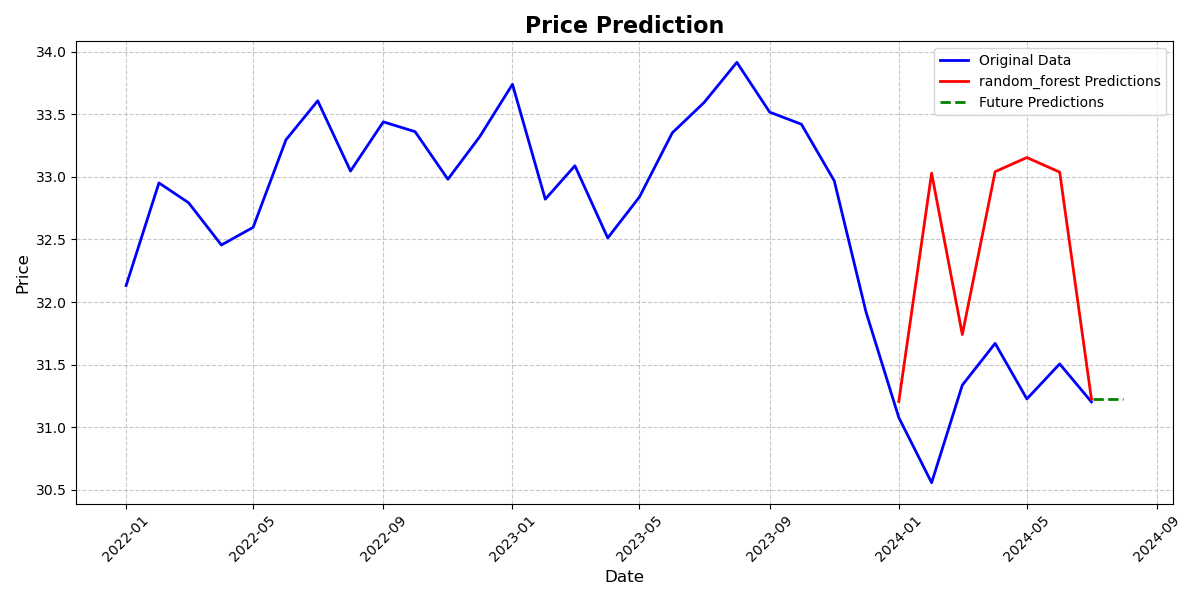 Price Prediction
34.0
33.5
33.0
32.5
32.0
31.5
31.0
30.5
Price
Original Data
random_forest Predictions
Future Predictions
2022-01
2022-05
2022-09
2023-01
2023-05
2023-09
2024-01
2024-05
2024-09
Date